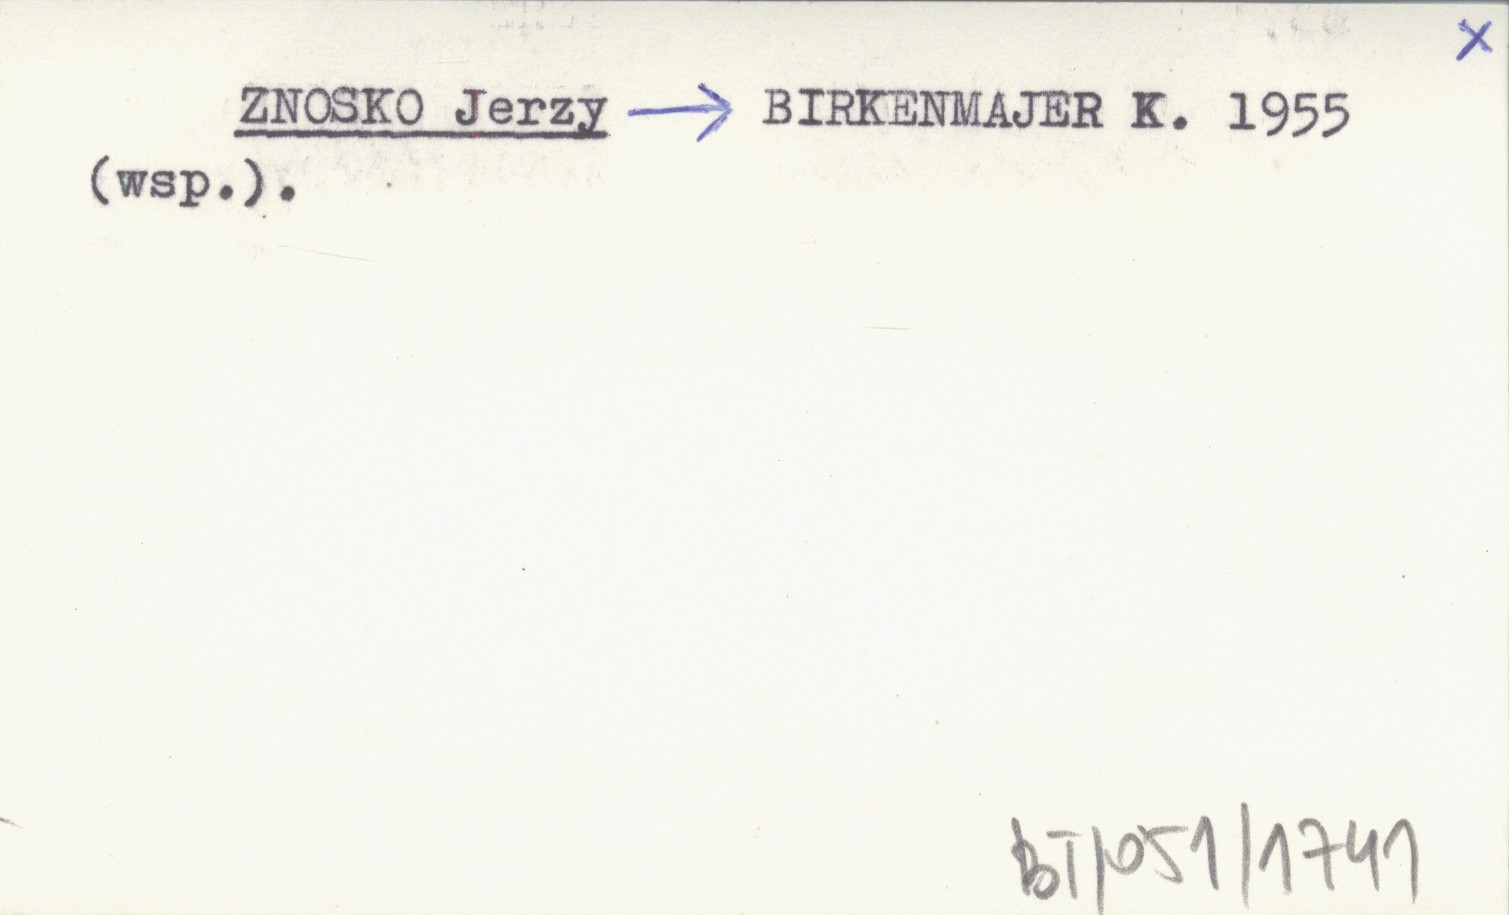 ZNOSKO Jerzy → BIRKENMAJER K. 1955
(wsp.).
x
BT/051/1741